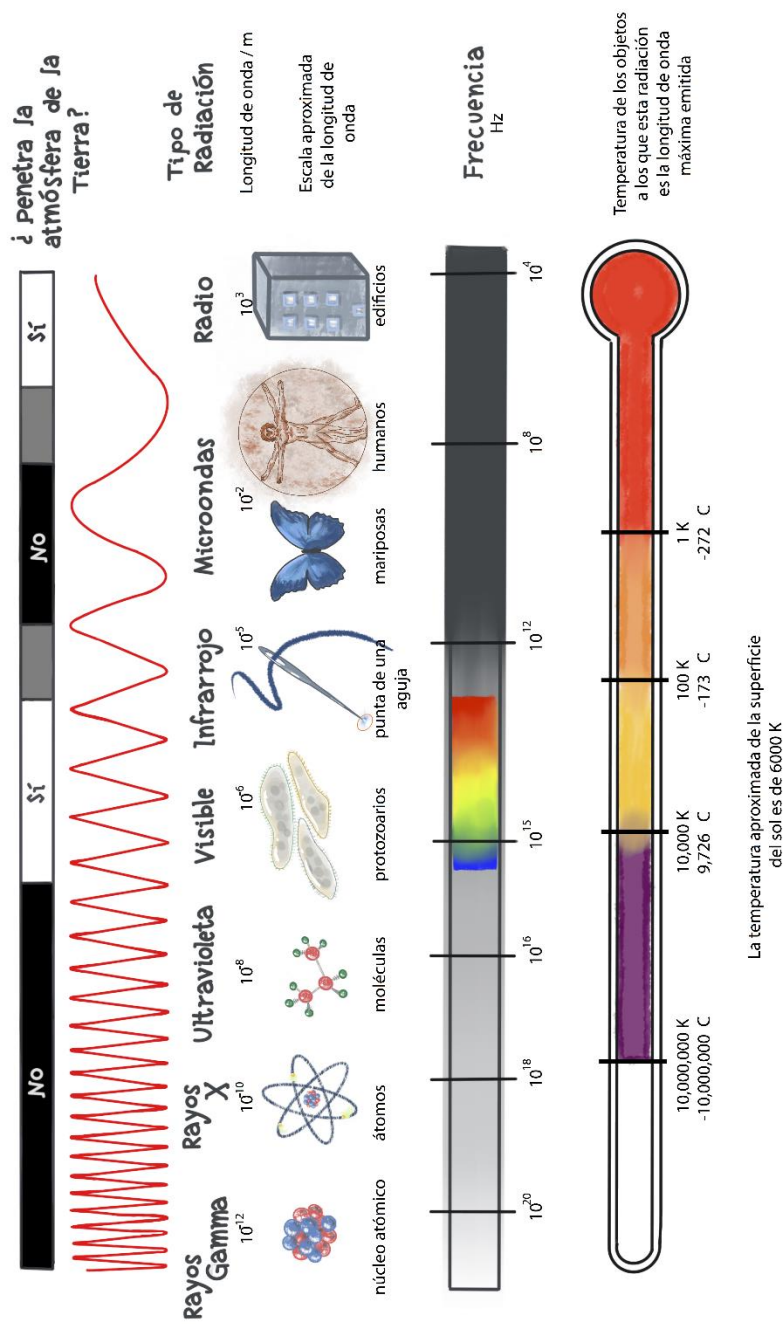 ¿Penetra la
atmósfera de la
Tierra?
No
Sí
No
Sí
Tipo de
Radiación
Rayos
Gamma
Rayos
X
Ultravioleta
Visible
Infrarrojo
Microondas
Radio
Longitud de onda / m
10-12
10-10
10-8
10-6
10-5
10-2
103
Escala aproximada
de la longitud de
onda
núcleo atómico
átomos
moléculas
protozoarios
punta de una
aguja
mariposas
humanos
edificios
Frecuencia
Hz
1020
1018
1016
1015
1012
108
104
Temperatura de los objetos
a los que esta radiación
es la longitud de onda
máxima emitida
10,000,000 K
~10,000,000 C
10,000 K
9,726 C
100 K
-173 C
1 K
-272 C
La temperatura aproximada de la superficie
del sol es de 6000 K